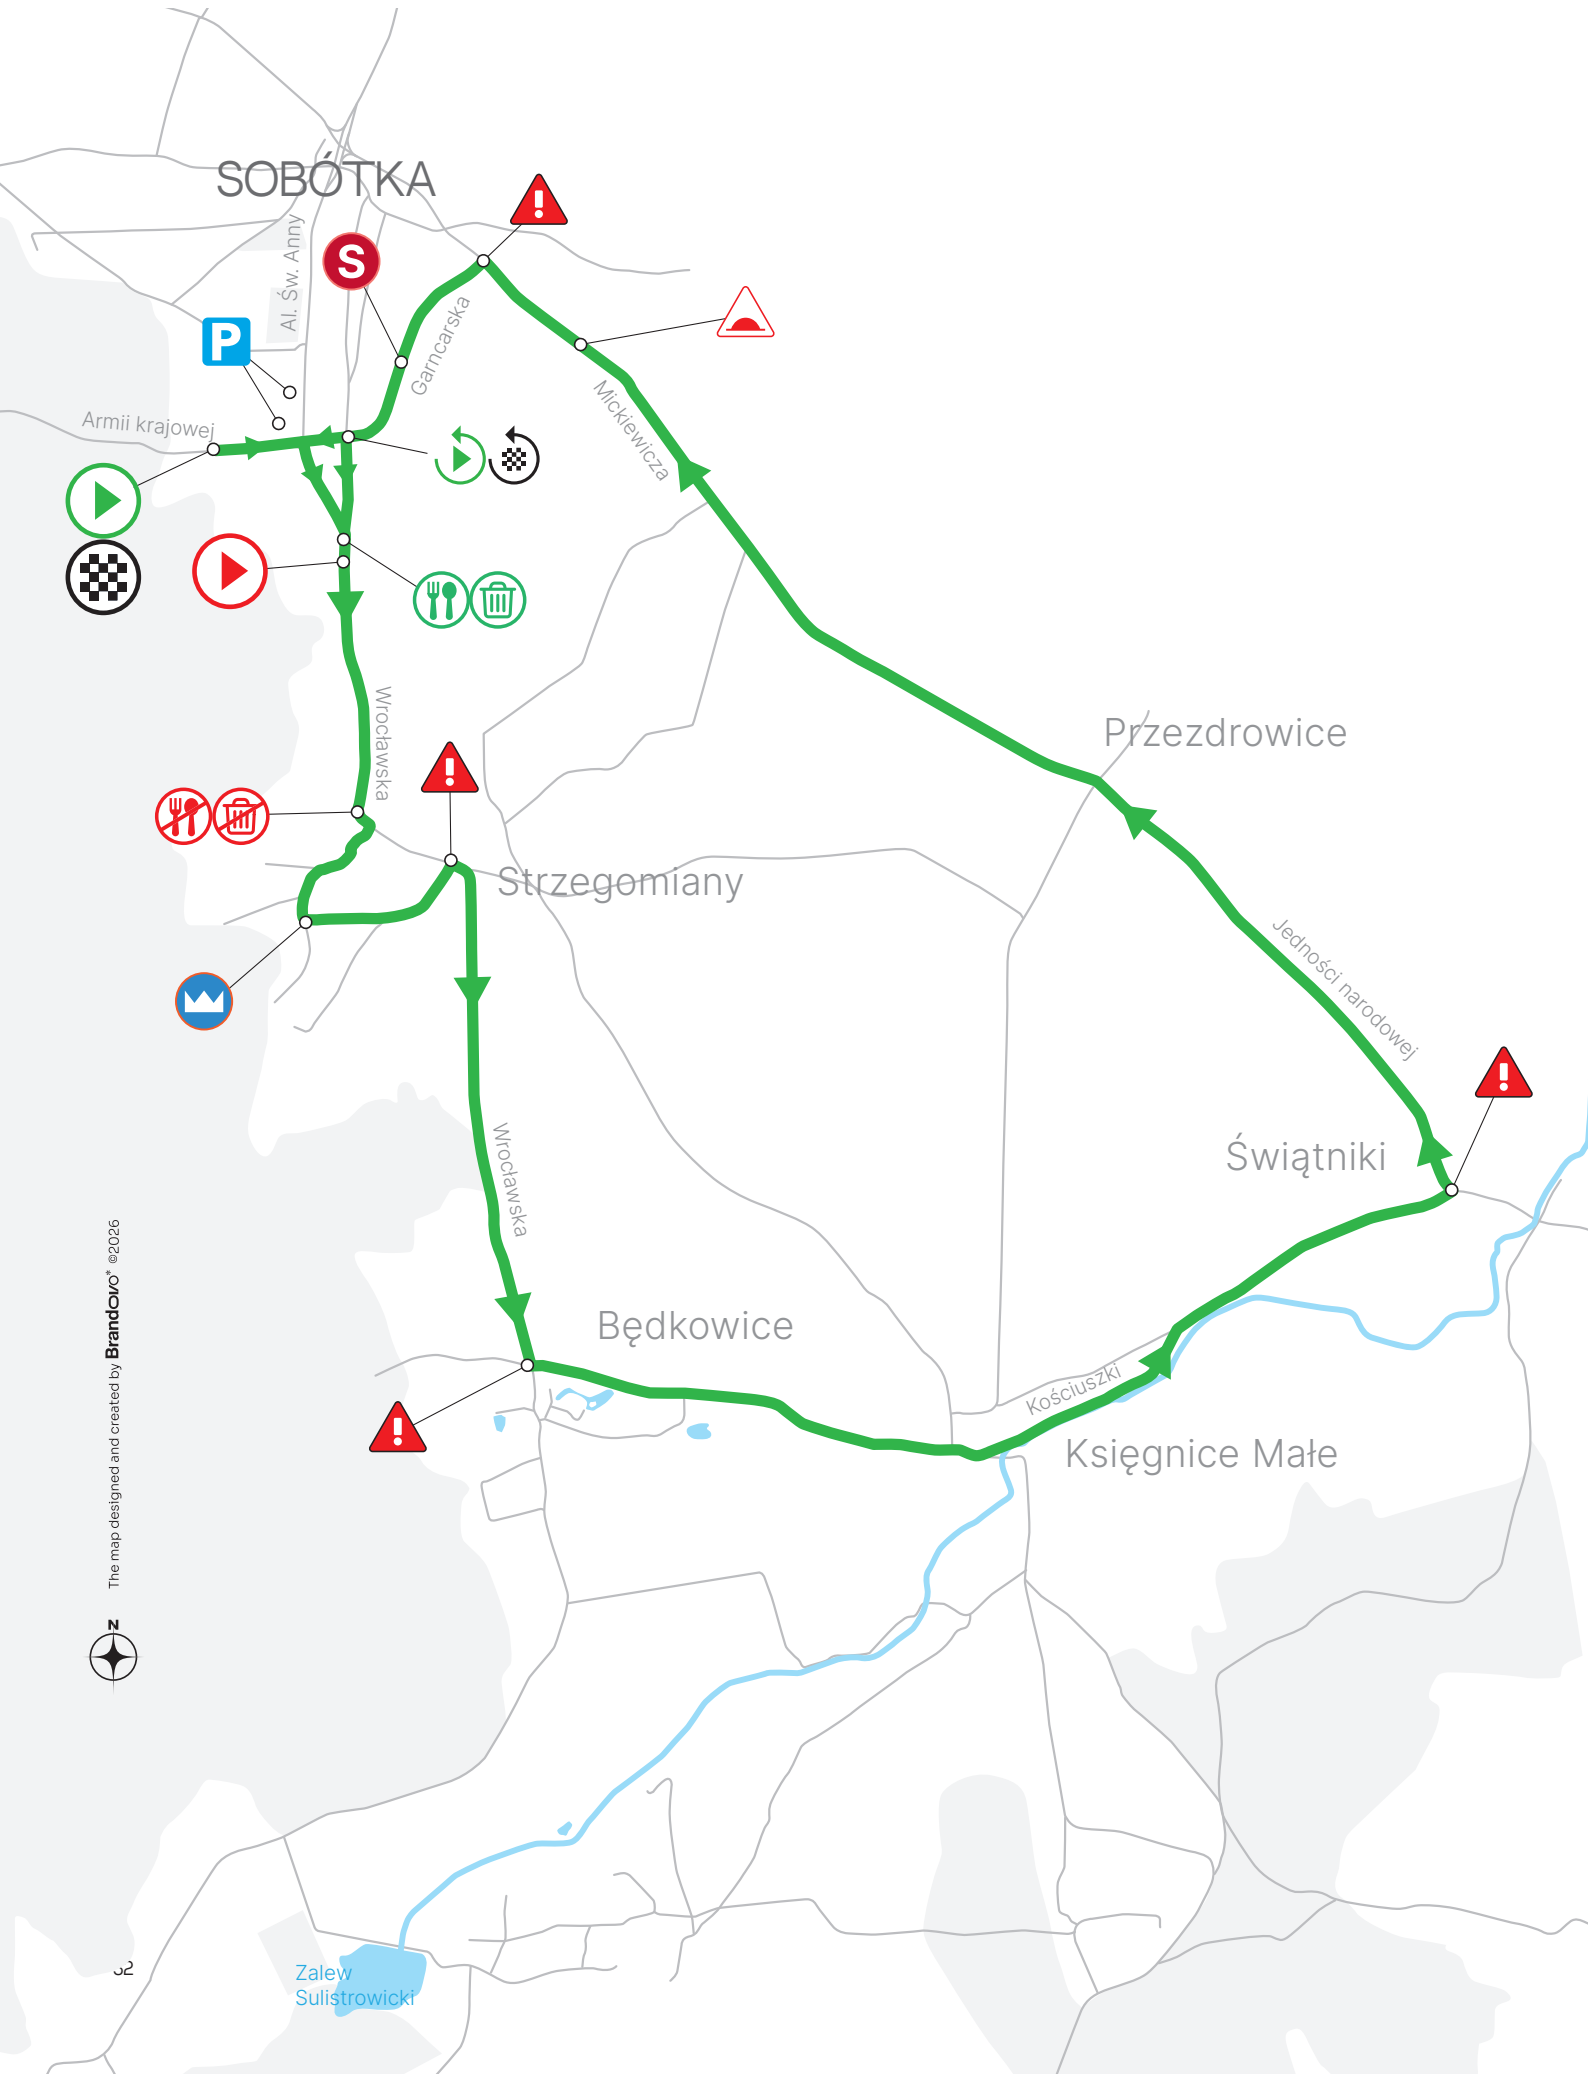 SOBÓTKA
Al. Św. Anny
S
P
Garncarska
Armii krajowej
Mickiewicza
Wrocławska
Przezdrowice
Strzegomiany
Jedności narodowej
Świątniki
Wrocławska
Będkowice
Kościuszki
Księgnice Małe
The map designed and created by Brandovo* ©2026
N
Zalew
Sulistrowicki